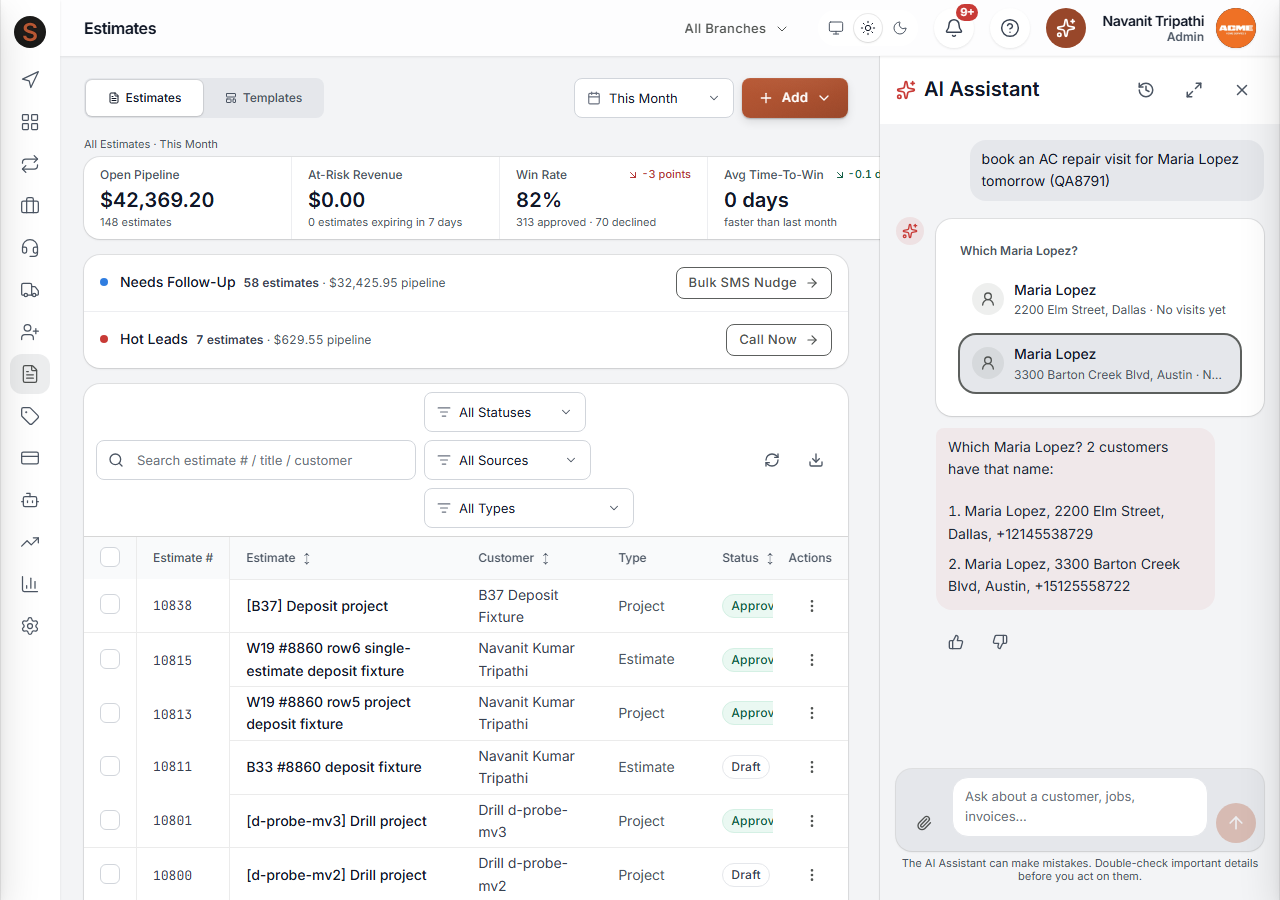 S
Estimates
All Branches
9+
Navanit Tripathi
Admin
ACME
Estimates
Templates
This Month
Add
All Estimates · This Month
Open Pipeline
$42,369.20
148 estimates
At-Risk Revenue
$0.00
0 estimates expiring in 7 days
Win Rate
-3 points
82%
313 approved · 70 declined
Avg Time-To-Win
-0.1 d
0 days
faster than last month
Needs Follow-Up 58 estimates · $32,425.95 pipeline
Bulk SMS Nudge
Hot Leads 7 estimates · $629.55 pipeline
Call Now
All Statuses
Search estimate # / title / customer
All Sources
All Types
Estimate # Estimate Customer Type Status Actions
10838 [B37] Deposit project B37 Deposit Fixture Project Approv
10815 W19 #8860 row6 single-estimate deposit fixture Navanit Kumar Tripathi Estimate Approv
10813 W19 #8860 row5 project deposit fixture Navanit Kumar Tripathi Project Approv
10811 B33 #8860 deposit fixture Navanit Kumar Tripathi Estimate Draft
10801 [d-probe-mv3] Drill project Drill d-probe-mv3 Project Approv
10800 [d-probe-mv2] Drill project Drill d-probe-mv2 Project Draft
AI Assistant
book an AC repair visit for Maria Lopez
tomorrow (QA8791)
Which Maria Lopez?
Maria Lopez
2200 Elm Street, Dallas · No visits yet
Maria Lopez
3300 Barton Creek Blvd, Austin · N...
Which Maria Lopez? 2 customers
have that name:
1. Maria Lopez, 2200 Elm Street,
Dallas, +12145538729
2. Maria Lopez, 3300 Barton Creek
Blvd, Austin, +15125558722
Ask about a customer, jobs,
invoices...
The AI Assistant can make mistakes. Double-check important details
before you act on them.